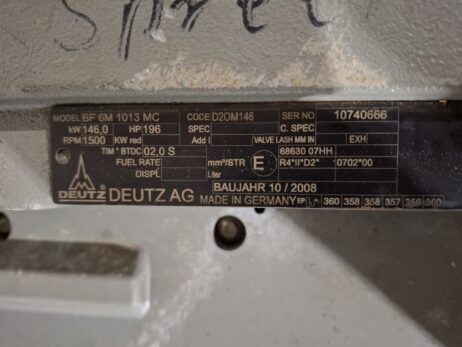 MODEL BF 6M 1013 MC CODE D2OM146 SERI NO 10740666
kW 146,0 HP 196 SPEC C. SPEC
RPM 1500 KW red Add I VALVE LASH MM IN EXH
TIM ° BTDC 02,0 S 68630 07HH
FUEL RATE mm³/STR E R4*II*D2* 0702*00
DISPL Liter
BAUJAHR 10/2008
DEUTZ DEUTZ AG MADE IN GERMANY EP 360 358 358 357 356 360